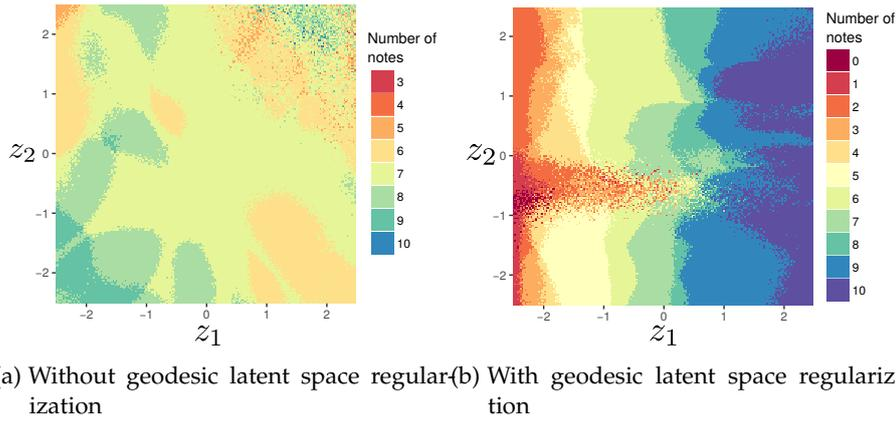 2
1
z2 0
−1
−2
−2 −1 0 1 2
z1
Number of
notes
3
4
5
6
7
8
9
10
2
1
z2 0
−1
−2
−2 −1 0 1 2
z1
Number of
notes
0
1
2
3
4
5
6
7
8
9
10
a) Without geodesic latent space regular-
ization
(b) With geodesic latent space regulariz
tion